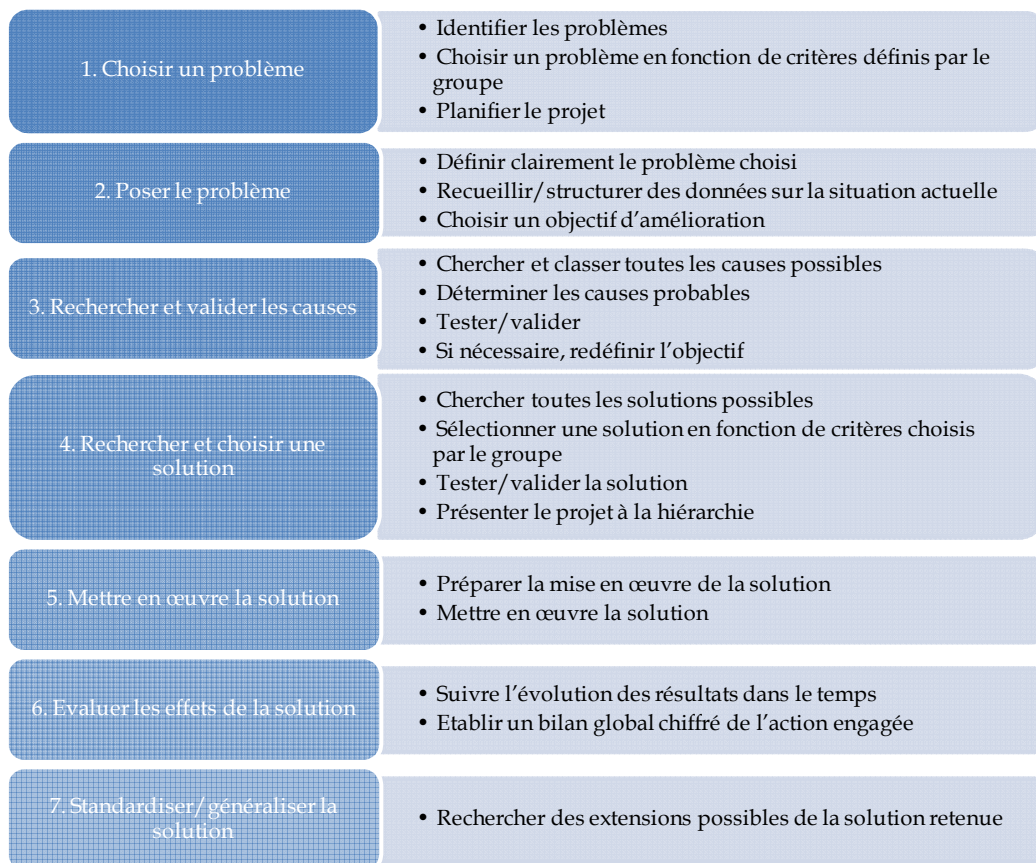 1. Choisir un problème
• Identifier les problèmes
• Choisir un problème en fonction de critères définis par le
groupe
• Planifier le projet
2. Poser le problème
• Définir clairement le problème choisi
• Recueillir/structurer des données sur la situation actuelle
• Choisir un objectif d’amélioration
3. Rechercher et valider les causes
• Chercher et classer toutes les causes possibles
• Déterminer les causes probables
• Tester/valider
• Si nécessaire, redéfinir l’objectif
4. Rechercher et choisir une
solution
• Chercher toutes les solutions possibles
• Sélectionner une solution en fonction de critères choisis
par le groupe
• Tester/valider la solution
• Présenter le projet à la hiérarchie
5. Mettre en œuvre la solution
• Préparer la mise en œuvre de la solution
• Mettre en œuvre la solution
6. Evaluer les effets de la solution
• Suivre l’évolution des résultats dans le temps
• Etablir un bilan global chiffré de l’action engagée
7. Standardiser/généraliser la
solution
• Rechercher des extensions possibles de la solution retenue